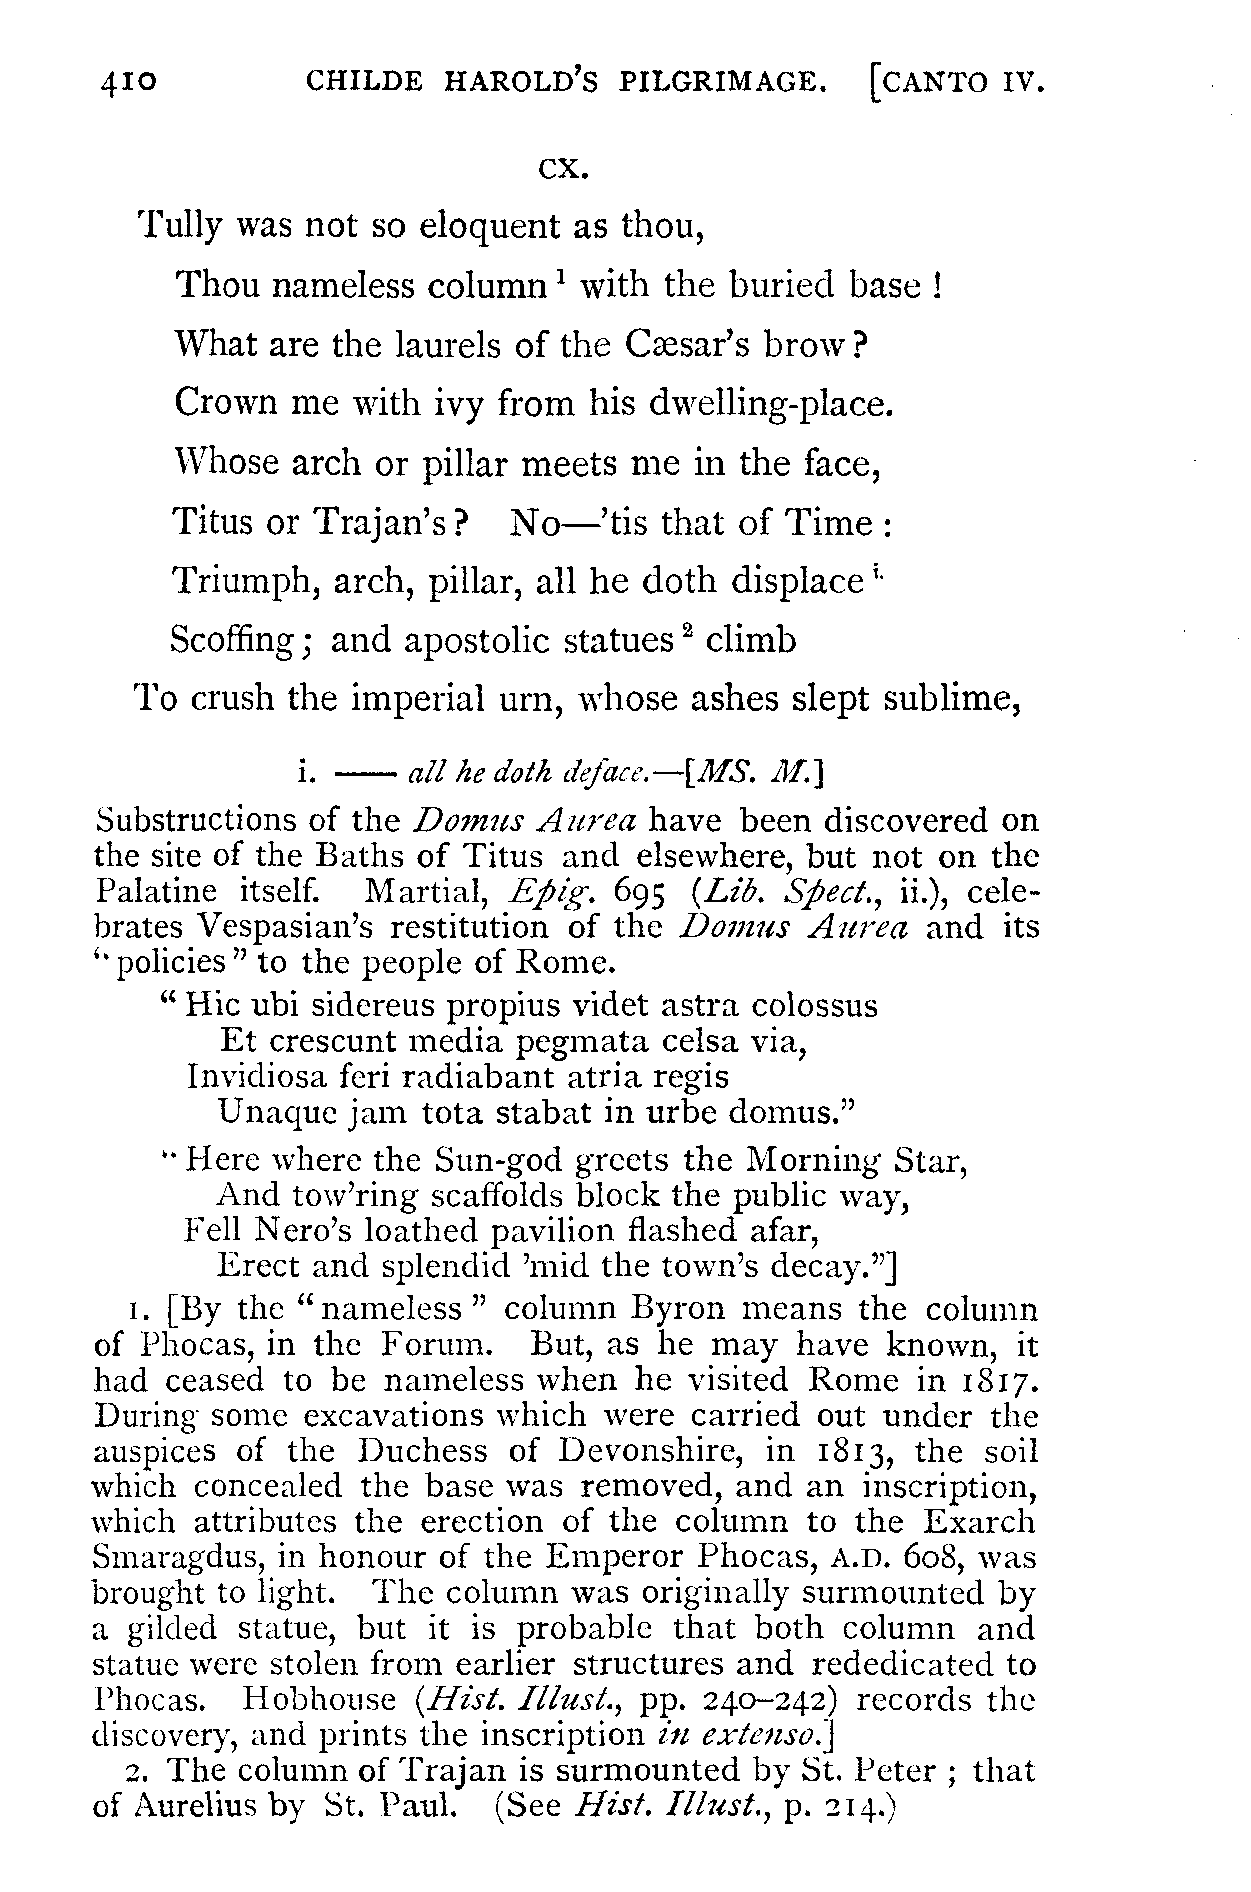 410 CHILDE HAROLD'S PILGRIMAGE. [CANTO IV.
CX.
Tully was not so eloquent as thou,
Thou nameless column ¹ with the buried base !
What are the laurels of the Cæsar's brow ?
Crown me with ivy from his dwelling-place.
Whose arch or pillar meets me in the face,
Titus or Trajan's ? No—'tis that of Time :
Triumph, arch, pillar, all he doth displace i.
Scoffing ; and apostolic statues ² climb
To crush the imperial urn, whose ashes slept sublime,
i. —— all he doth deface.—[MS. M.]
Substructions of the Domus Aurea have been discovered on
the site of the Baths of Titus and elsewhere, but not on the
Palatine itself. Martial, Epig. 695 (Lib. Spect., ii.), cele-
brates Vespasian's restitution of the Domus Aurea and its
“policies” to the people of Rome.
“Hic ubi sidereus propius videt astra colossus
Et crescunt media pegmata celsa via,
Invidiosa feri radiabant atria regis
Unaque jam tota stabat in urbe domus.”
“Here where the Sun-god greets the Morning Star,
And tow'ring scaffolds block the public way,
Fell Nero's loathed pavilion flashed afar,
Erect and splendid 'mid the town's decay.”]
1. [By the “nameless” column Byron means the column
of Phocas, in the Forum. But, as he may have known, it
had ceased to be nameless when he visited Rome in 1817.
During some excavations which were carried out under the
auspices of the Duchess of Devonshire, in 1813, the soil
which concealed the base was removed, and an inscription,
which attributes the erection of the column to the Exarch
Smaragdus, in honour of the Emperor Phocas, A.D. 608, was
brought to light. The column was originally surmounted by
a gilded statue, but it is probable that both column and
statue were stolen from earlier structures and rededicated to
Phocas. Hobhouse (Hist. Illust., pp. 240–242) records the
discovery, and prints the inscription in extenso.]
2. The column of Trajan is surmounted by St. Peter ; that
of Aurelius by St. Paul. (See Hist. Illust., p. 214.)